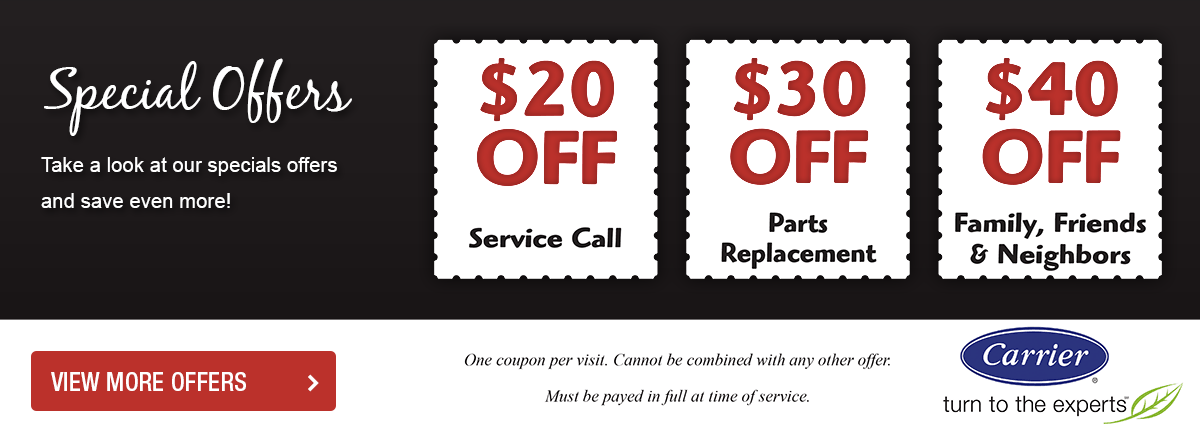 Special Offers
Take a look at our specials offers
and save even more!
$20
OFF
Service Call
$30
OFF
Parts
Replacement
$40
OFF
Family, Friends
& Neighbors
VIEW MORE OFFERS
One coupon per visit. Cannot be combined with any other offer.
Must be payed in full at time of service.
Carrier®
turn to the experts℠